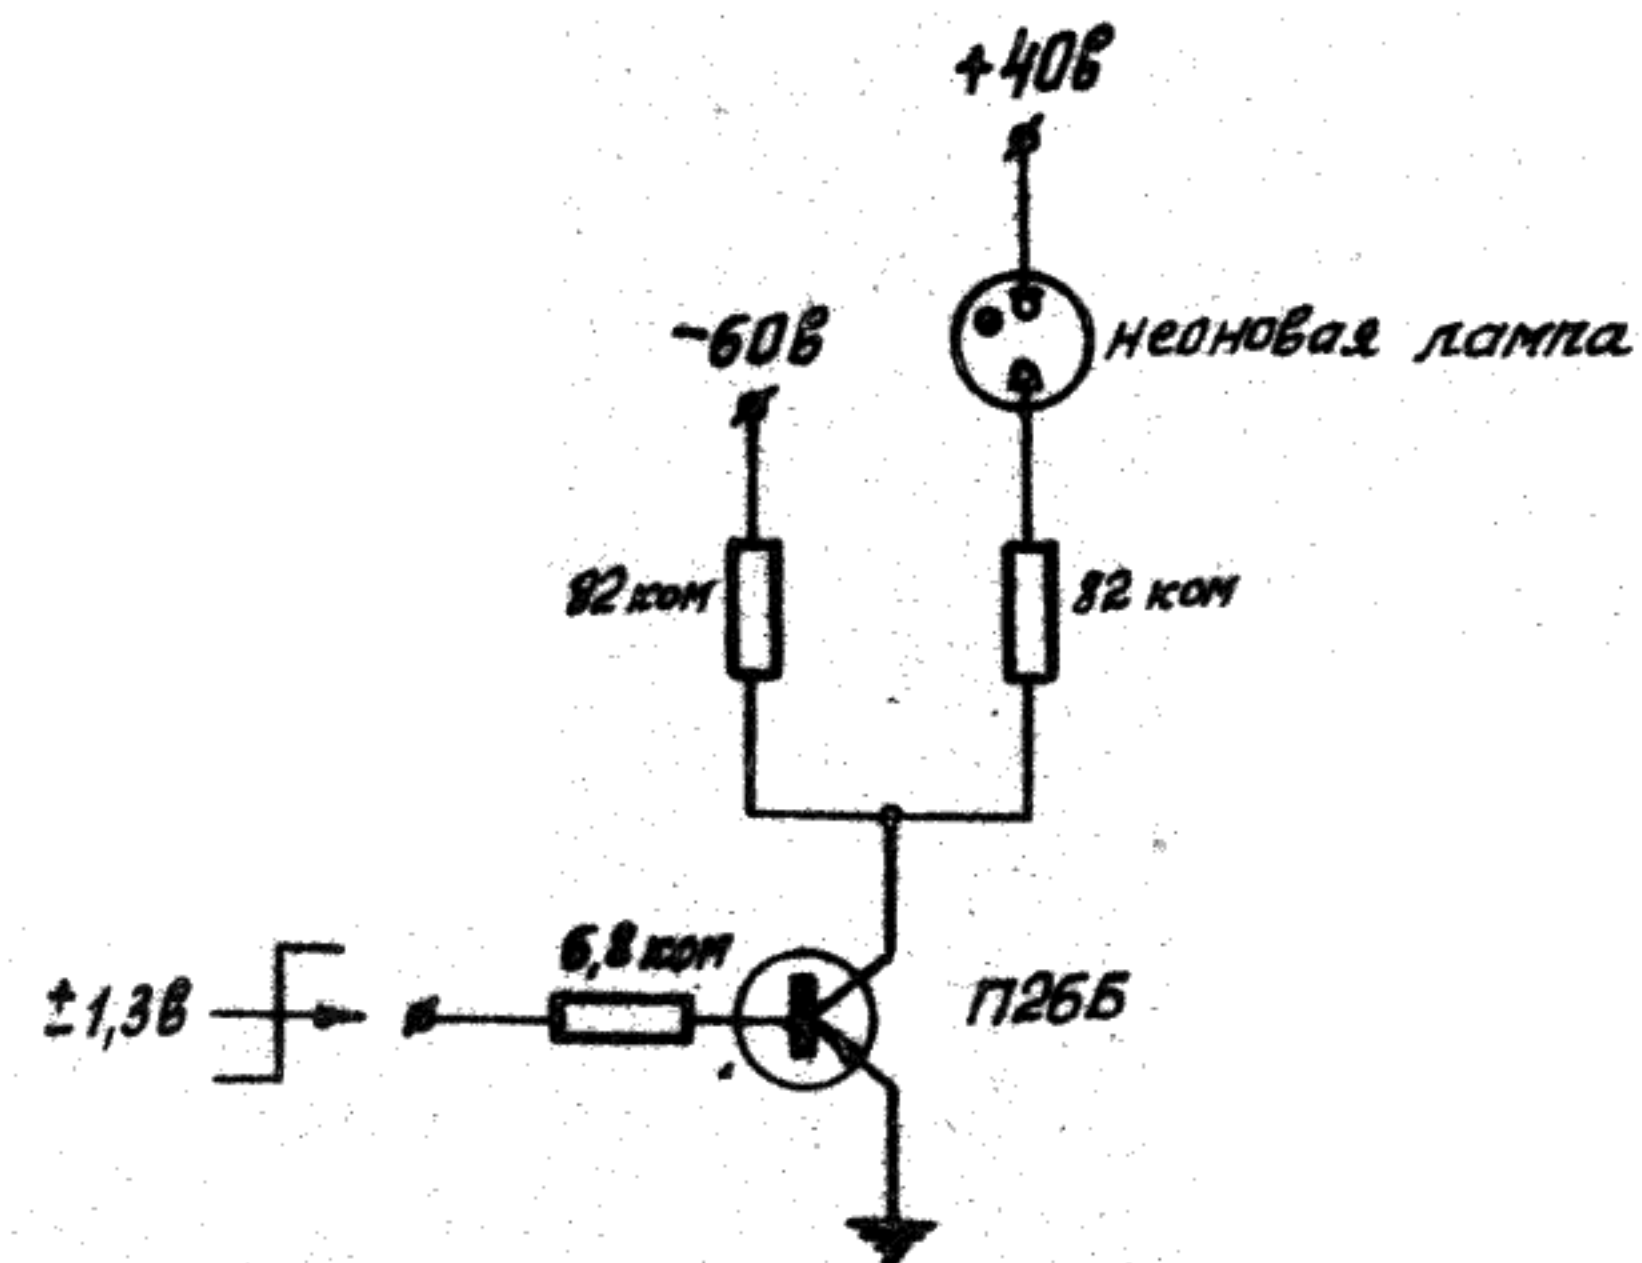 +40в
-60в
неоновая лампа
82 ком
82 ком
6,8 ком
±1,3в
П26Б